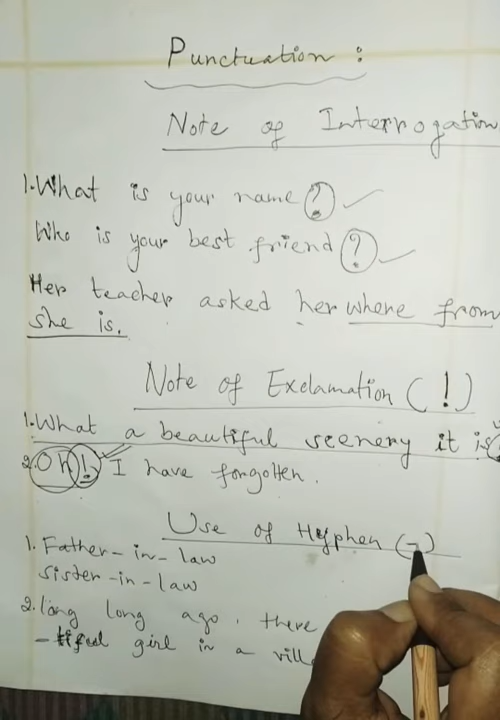 Punctuation :
Note of Interrogation
1. What is your name ?
Who is your best friend ?
Her teacher asked her where from
she is.
Note of Exclamation ( ! )
1. What a beautiful scenery it is
2. Oh! I have forgotten.
Use of Hyphen (-)
1. Father-in-law
sister-in-law
2. long long ago, there
girl in a